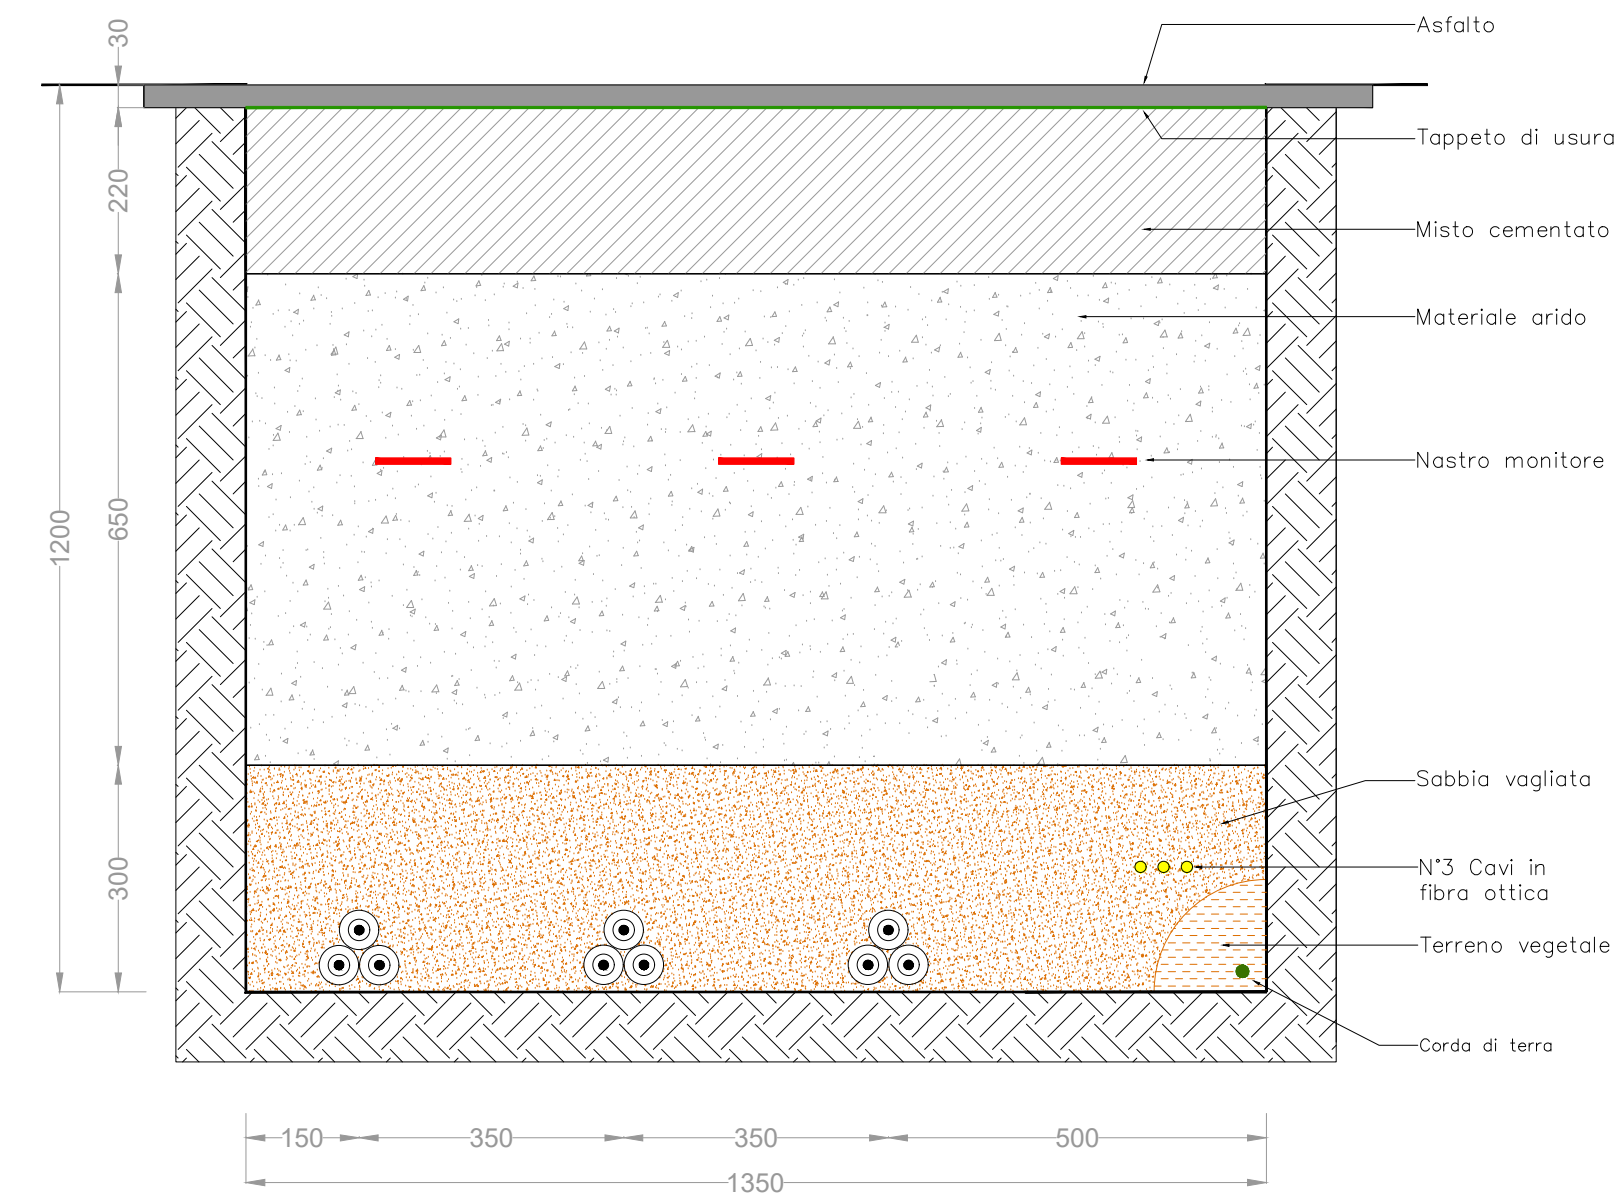 30
Asfalto
Tappeto di usura
220
Misto cementato
Materiale arido
Nastro monitore
1200
650
Sabbia vagliata
300
N°3 Cavi in
fibra ottica
Terreno vegetale
Corda di terra
150
350
350
500
1350